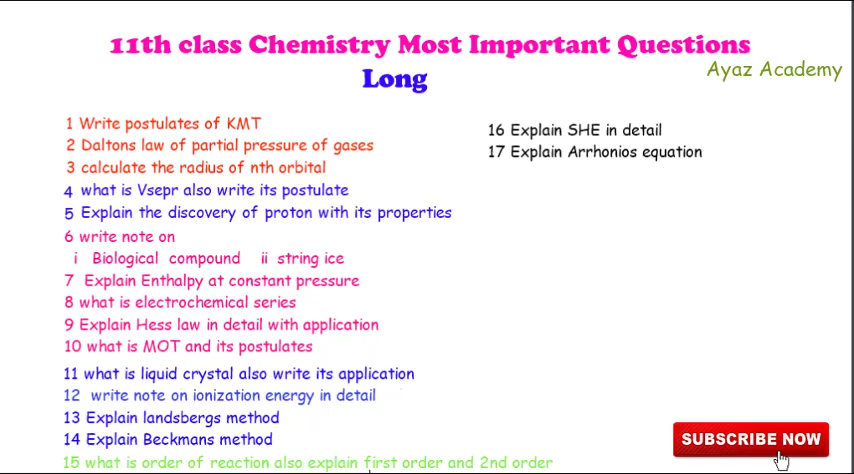 11th class Chemistry Most Important Questions
Long
Ayaz Academy
1 Write postulates of KMT
2 Daltons law of partial pressure of gases
3 calculate the radius of nth orbital
4 what is Vsepr also write its postulate
5 Explain the discovery of proton with its properties
6 write note on
i Biological compound ii string ice
7 Explain Enthalpy at constant pressure
8 what is electrochemical series
9 Explain Hess law in detail with application
10 what is MOT and its postulates
11 what is liquid crystal also write its application
12 write note on ionization energy in detail
13 Explain landsbergs method
14 Explain Beckmans method
15 what is order of reaction also explain first order and 2nd order
16 Explain SHE in detail
17 Explain Arrhonios equation
SUBSCRIBE NOW